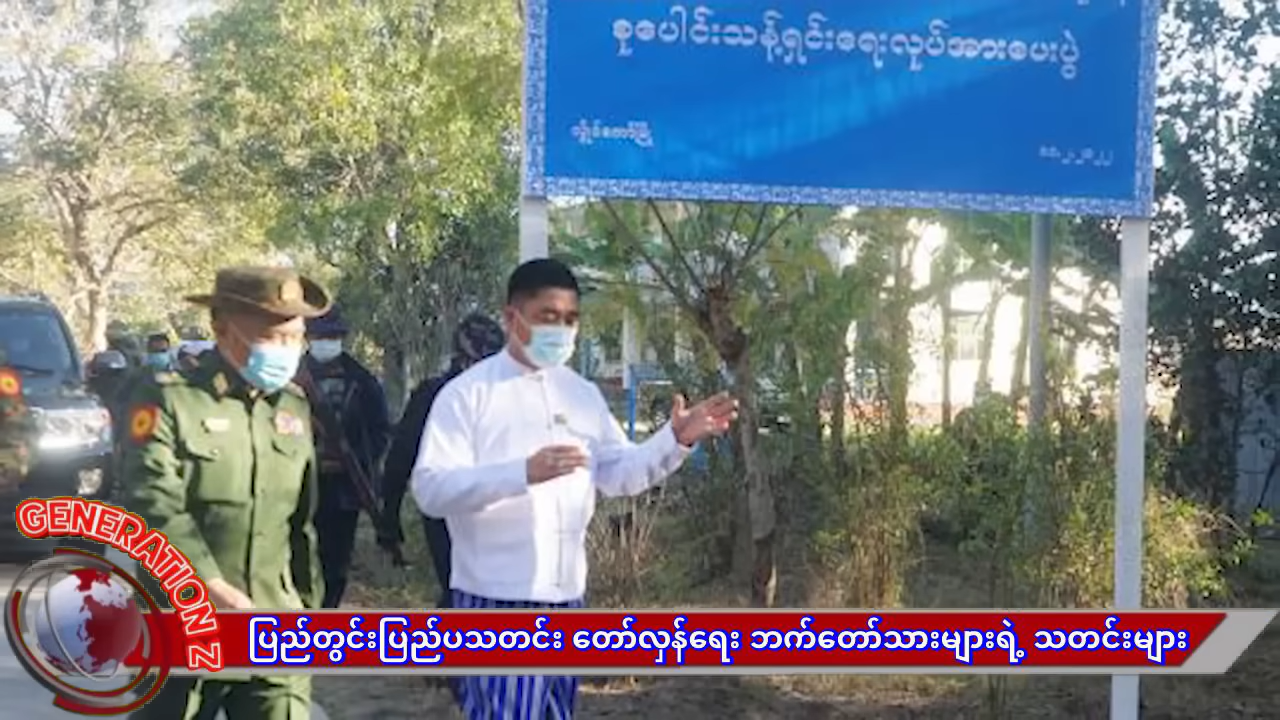 စုပေါင်းသန့်ရှင်းရေးလုပ်အားပေးပွဲ
GENERATION Z
ပြည်တွင်းပြည်ပသတင်း တော်လှန်ရေး ဘက်တော်သားများရဲ့ သတင်းများ